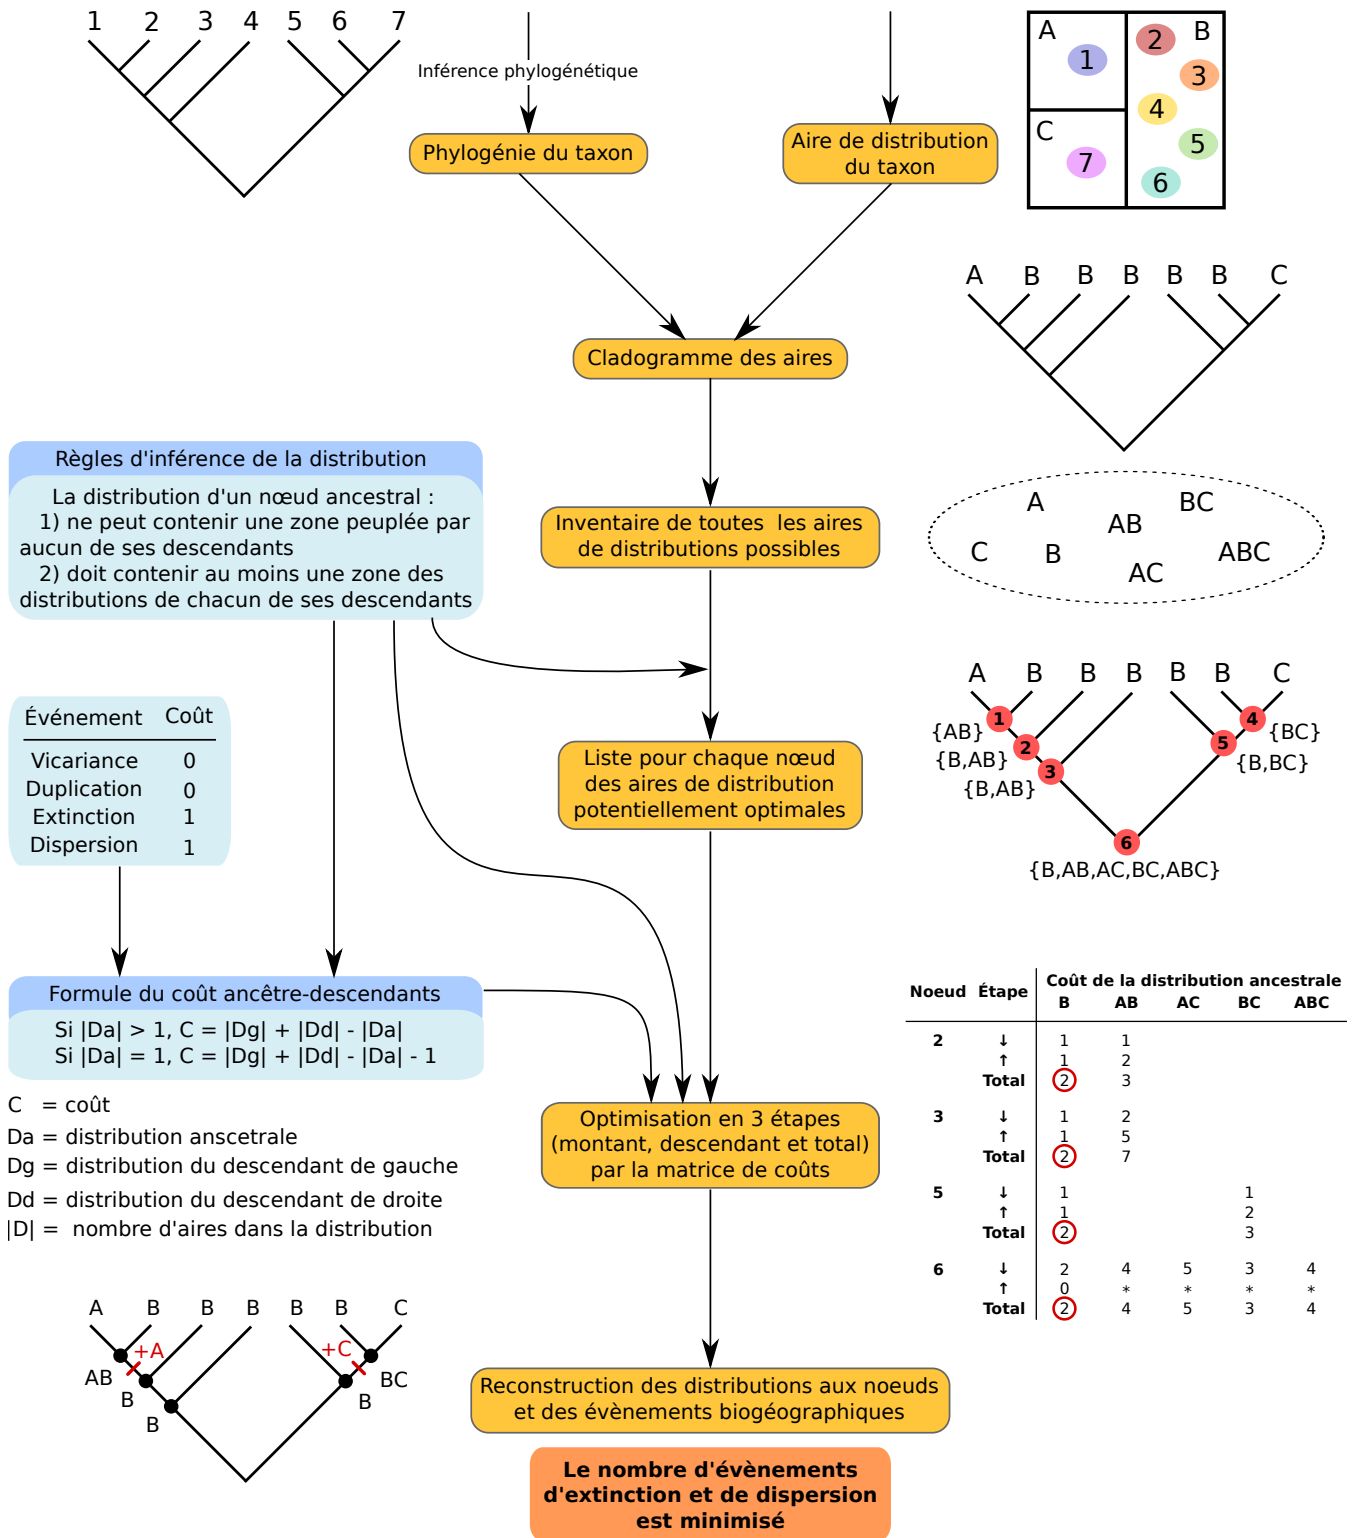 1 2 3 4 5 6 7
Inférence phylogénétique
Phylogénie du taxon
Aire de distribution
du taxon
A
1
2
B
3
4
C
5
7
6
A B B B B B C
Cladogramme des aires
Règles d'inférence de la distribution
La distribution d'un nœud ancestral :
1) ne peut contenir une zone peuplée par
aucun de ses descendants
2) doit contenir au moins une zone des
distributions de chacun de ses descendants
Inventaire de toutes les aires
de distributions possibles
A BC
AB
C B ABC
AC
Événement Coût
Vicariance 0
Duplication 0
Extinction 1
Dispersion 1
Liste pour chaque nœud
des aires de distribution
potentiellement optimales
A B B B B B C
1 4
{AB} {BC}
2 5
{B,AB} {B,BC}
3
{B,AB}
6
{B,AB,AC,BC,ABC}
Formule du coût ancêtre-descendants
Si |Da| > 1, C = |Dg| + |Dd| - |Da|
Si |Da| = 1, C = |Dg| + |Dd| - |Da| - 1
C = coût
Da = distribution anscetrale
Dg = distribution du descendant de gauche
Dd = distribution du descendant de droite
|D| = nombre d'aires dans la distribution
Optimisation en 3 étapes
(montant, descendant et total)
par la matrice de coûts
Coût de la distribution ancestrale
Noeud Étape B AB AC BC ABC
2 ↓ 1 1
↑ 1 2
Total 2 3
3 ↓ 1 2
↑ 1 5
Total 2 7
5 ↓ 1 1
↑ 1 2
Total 2 3
6 ↓ 2 4 5 3 4
↑ 0 * * * *
Total 2 4 5 3 4
A B B B B B C
+A +C
AB BC
B B
B
Reconstruction des distributions aux noeuds
et des évènements biogéographiques
Le nombre d'évènements
d'extinction et de dispersion
est minimisé